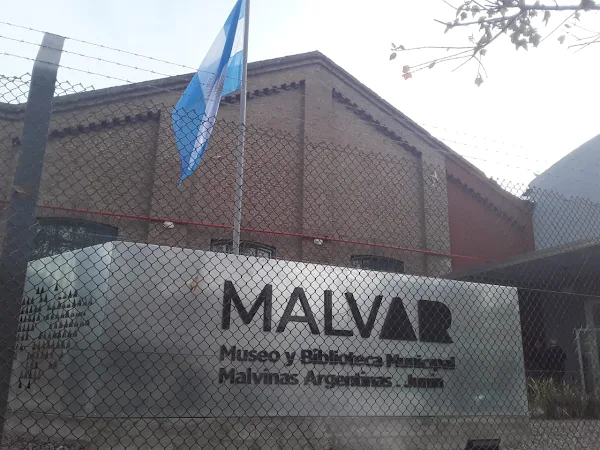 MALVAR
Museo y Biblioteca Municipal
Malvinas Argentinas . Junín